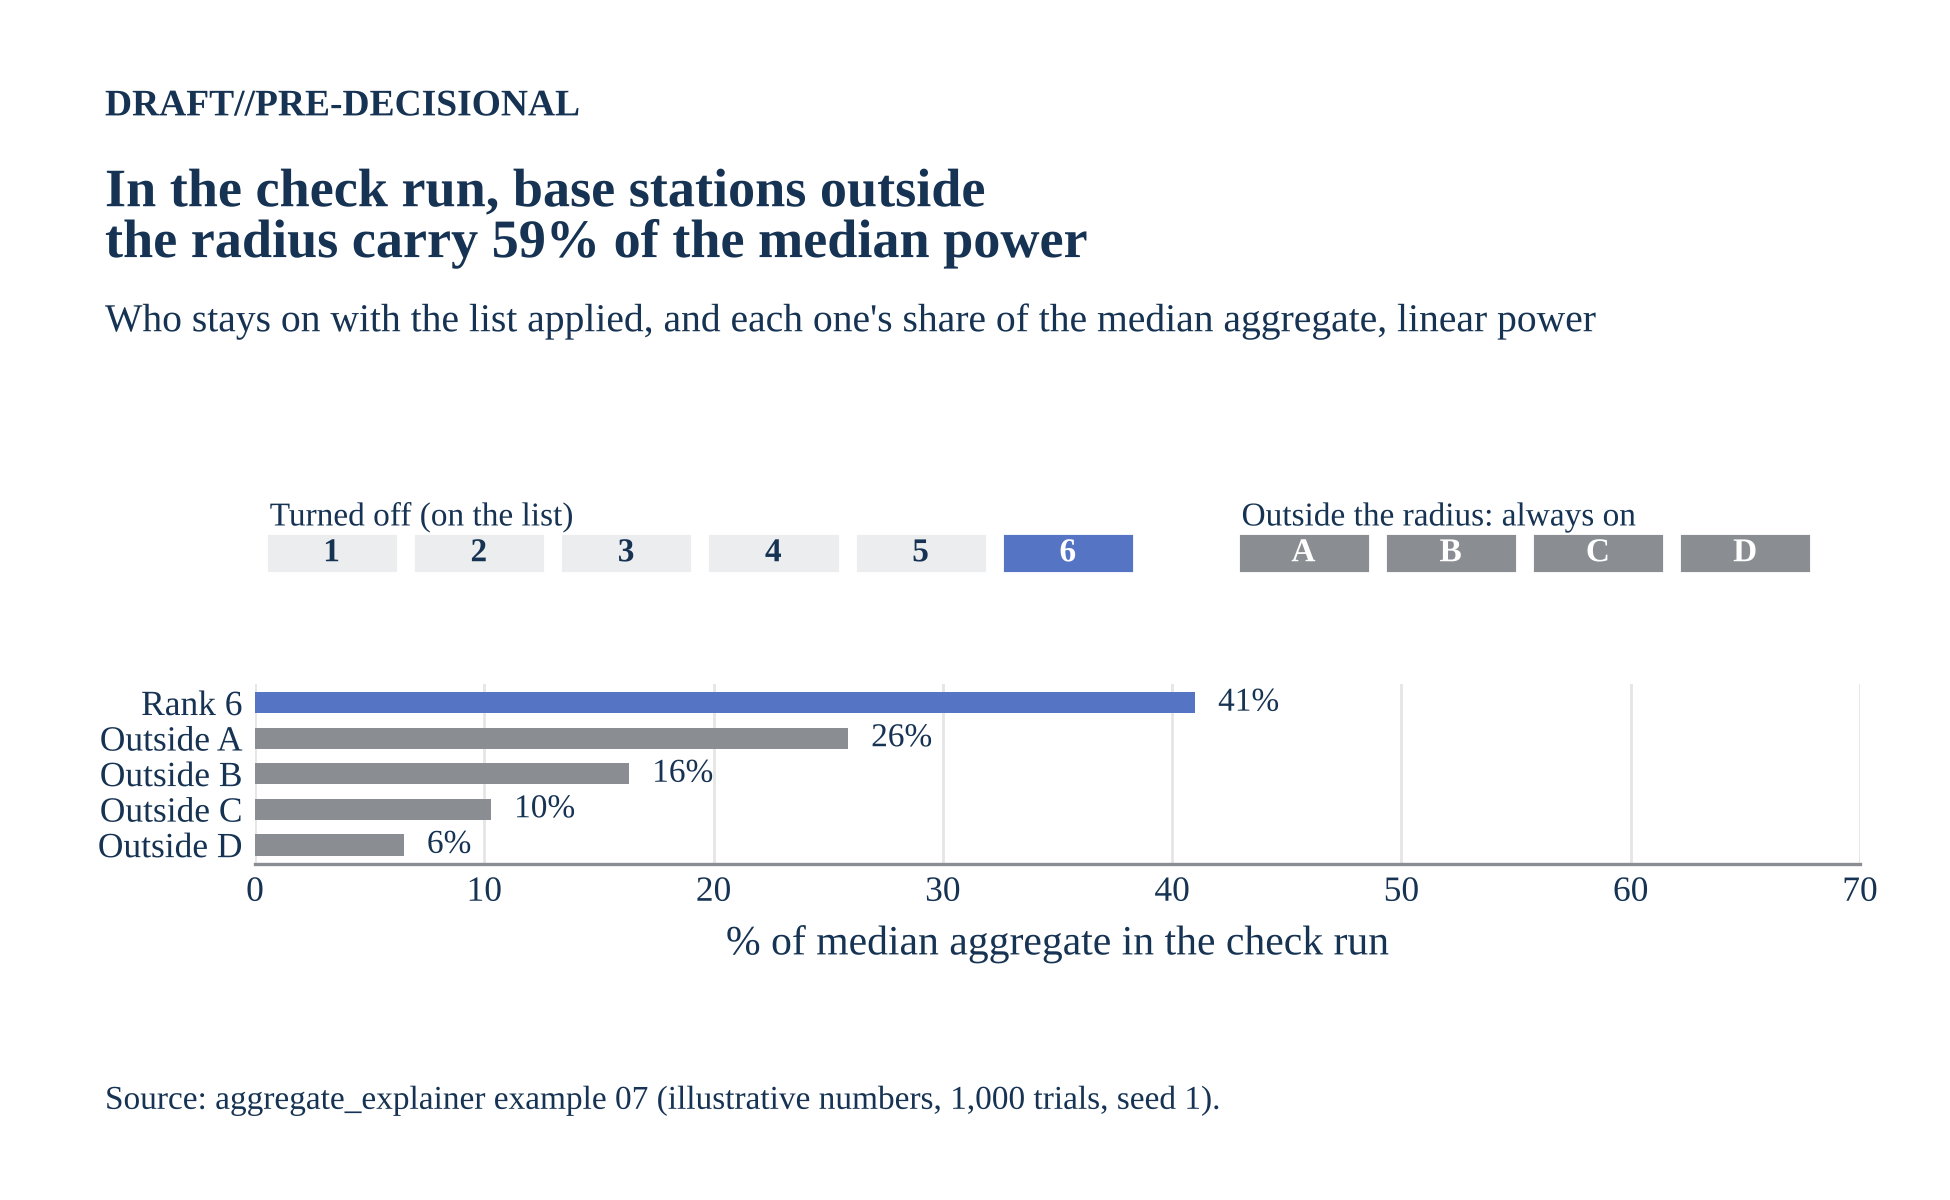 DRAFT//PRE-DECISIONAL
In the check run, base stations outside
the radius carry 59% of the median power
Who stays on with the list applied, and each one's share of the median aggregate, linear power
Turned off (on the list)
Outside the radius: always on
1 2 3 4 5 6 A B C D
Rank 6 41%
Outside A 26%
Outside B 16%
Outside C 10%
Outside D 6%
0 10 20 30 40 50 60 70
% of median aggregate in the check run
Source: aggregate_explainer example 07 (illustrative numbers, 1,000 trials, seed 1).